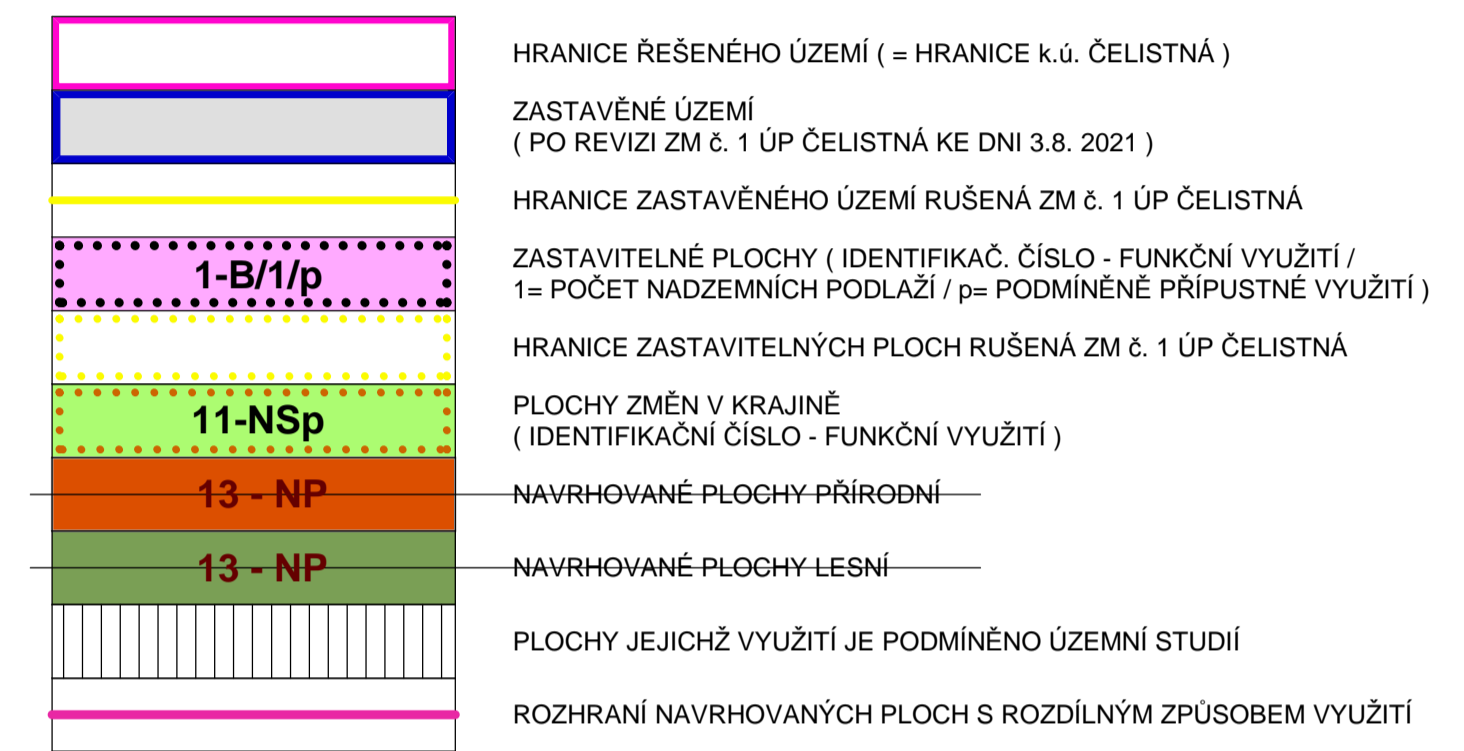 HRANICE ŘEŠENÉHO ÚZEMÍ ( = HRANICE k.ú. ČELISTNÁ )
ZASTAVĚNÉ ÚZEMÍ
( PO REVIZI ZM č. 1 ÚP ČELISTNÁ KE DNI 3.8. 2021 )
HRANICE ZASTAVĚNÉHO ÚZEMÍ RUŠENÁ ZM č. 1 ÚP ČELISTNÁ
1-B/1/p
ZASTAVITELNÉ PLOCHY ( IDENTIFIKAČ. ČÍSLO - FUNKČNÍ VYUŽITÍ /
1= POČET NADZEMNÍCH PODLAŽÍ / p= PODMÍNĚNĚ PŘÍPUSTNÉ VYUŽITÍ )
HRANICE ZASTAVITELNÝCH PLOCH RUŠENÁ ZM č. 1 ÚP ČELISTNÁ
11-NSp
PLOCHY ZMĚN V KRAJINĚ
( IDENTIFIKAČNÍ ČÍSLO - FUNKČNÍ VYUŽITÍ )
13 - NP
NAVRHOVANÉ PLOCHY PŘÍRODNÍ
13 - NP
NAVRHOVANÉ PLOCHY LESNÍ
PLOCHY JEJICHŽ VYUŽITÍ JE PODMÍNĚNO ÚZEMNÍ STUDIÍ
ROZHRANÍ NAVRHOVANÝCH PLOCH S ROZDÍLNÝM ZPŮSOBEM VYUŽITÍ